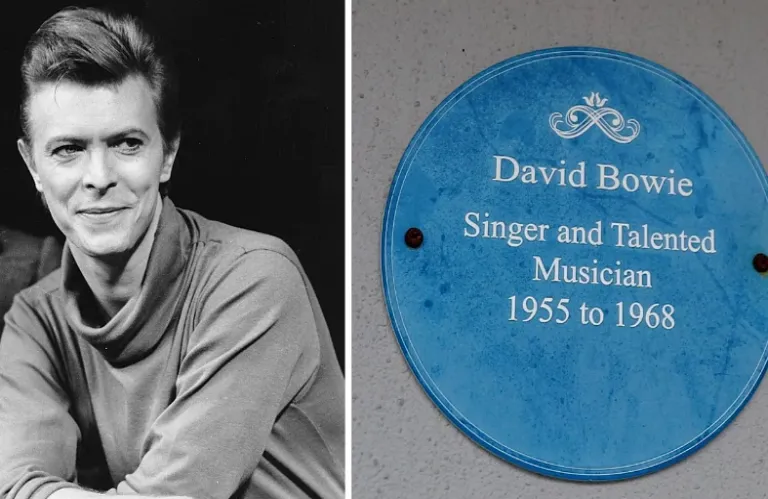 David Bowie
Singer and Talented
Musician
1955 to 1968